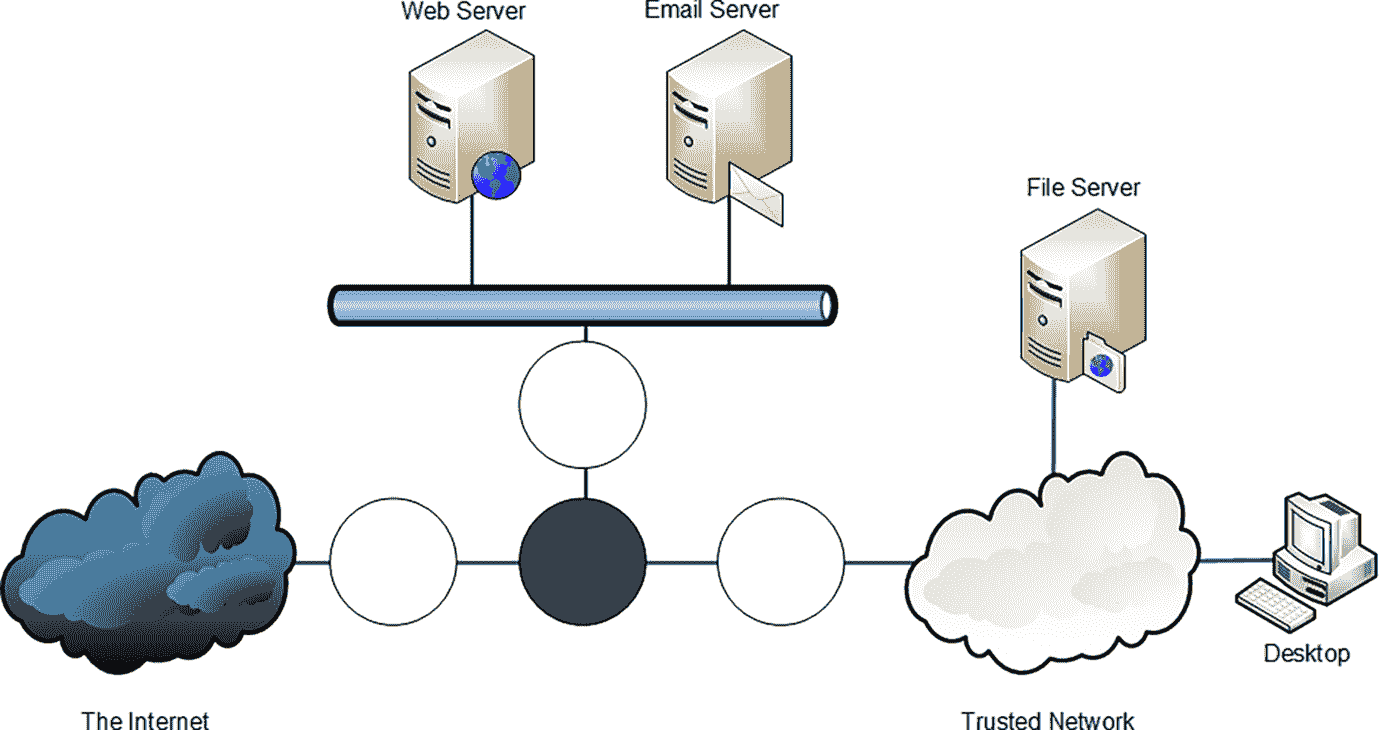 Web Server
Email Server
File Server
Desktop
The Internet
Trusted Network